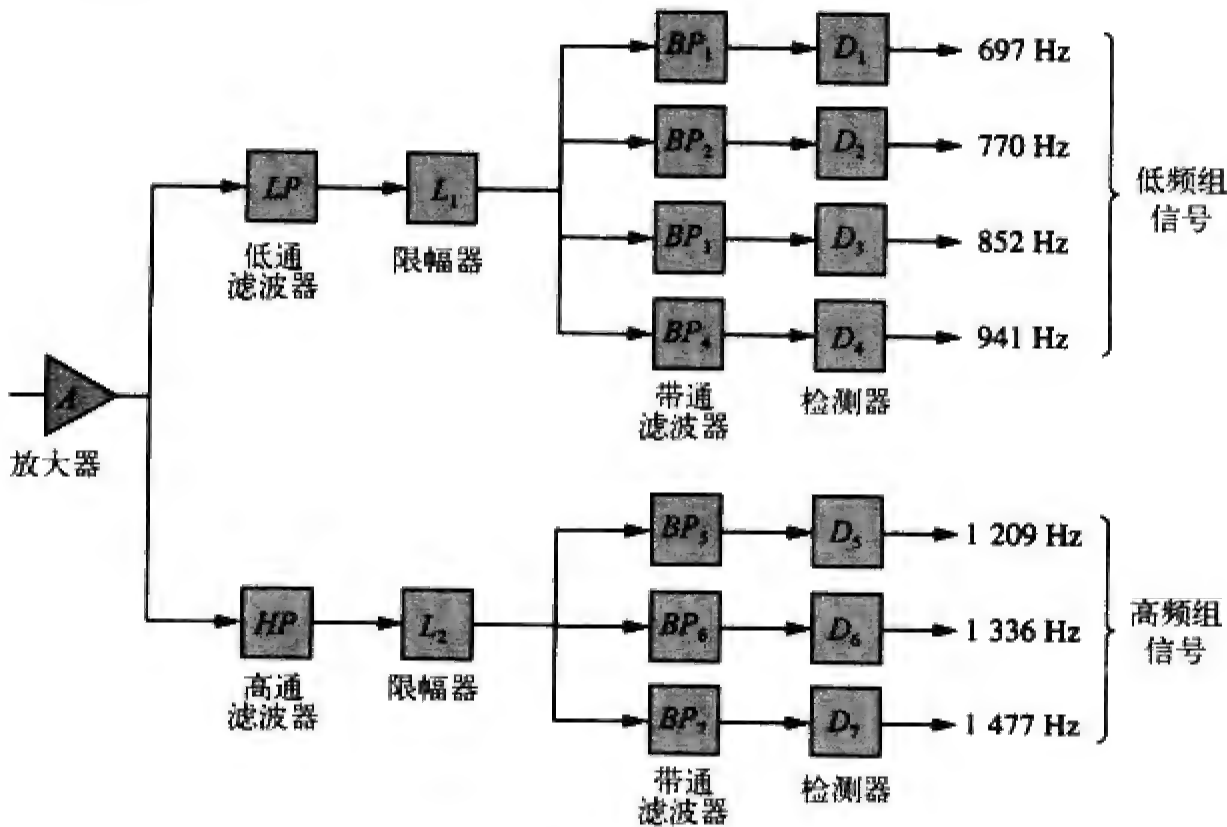 BP₁
D₁
697 Hz
BP₂
D₂
770 Hz
LP
L₁
低频组
信号
低通
滤波器
限幅器
BP₃
D₃
852 Hz
BP₄
D₄
941 Hz
带通
滤波器
检测器
A
放大器
BP₅
D₅
1 209 Hz
HP
L₂
BP₆
D₆
1 336 Hz
高频组
信号
高通
滤波器
限幅器
BP₇
D₇
1 477 Hz
带通
滤波器
检测器